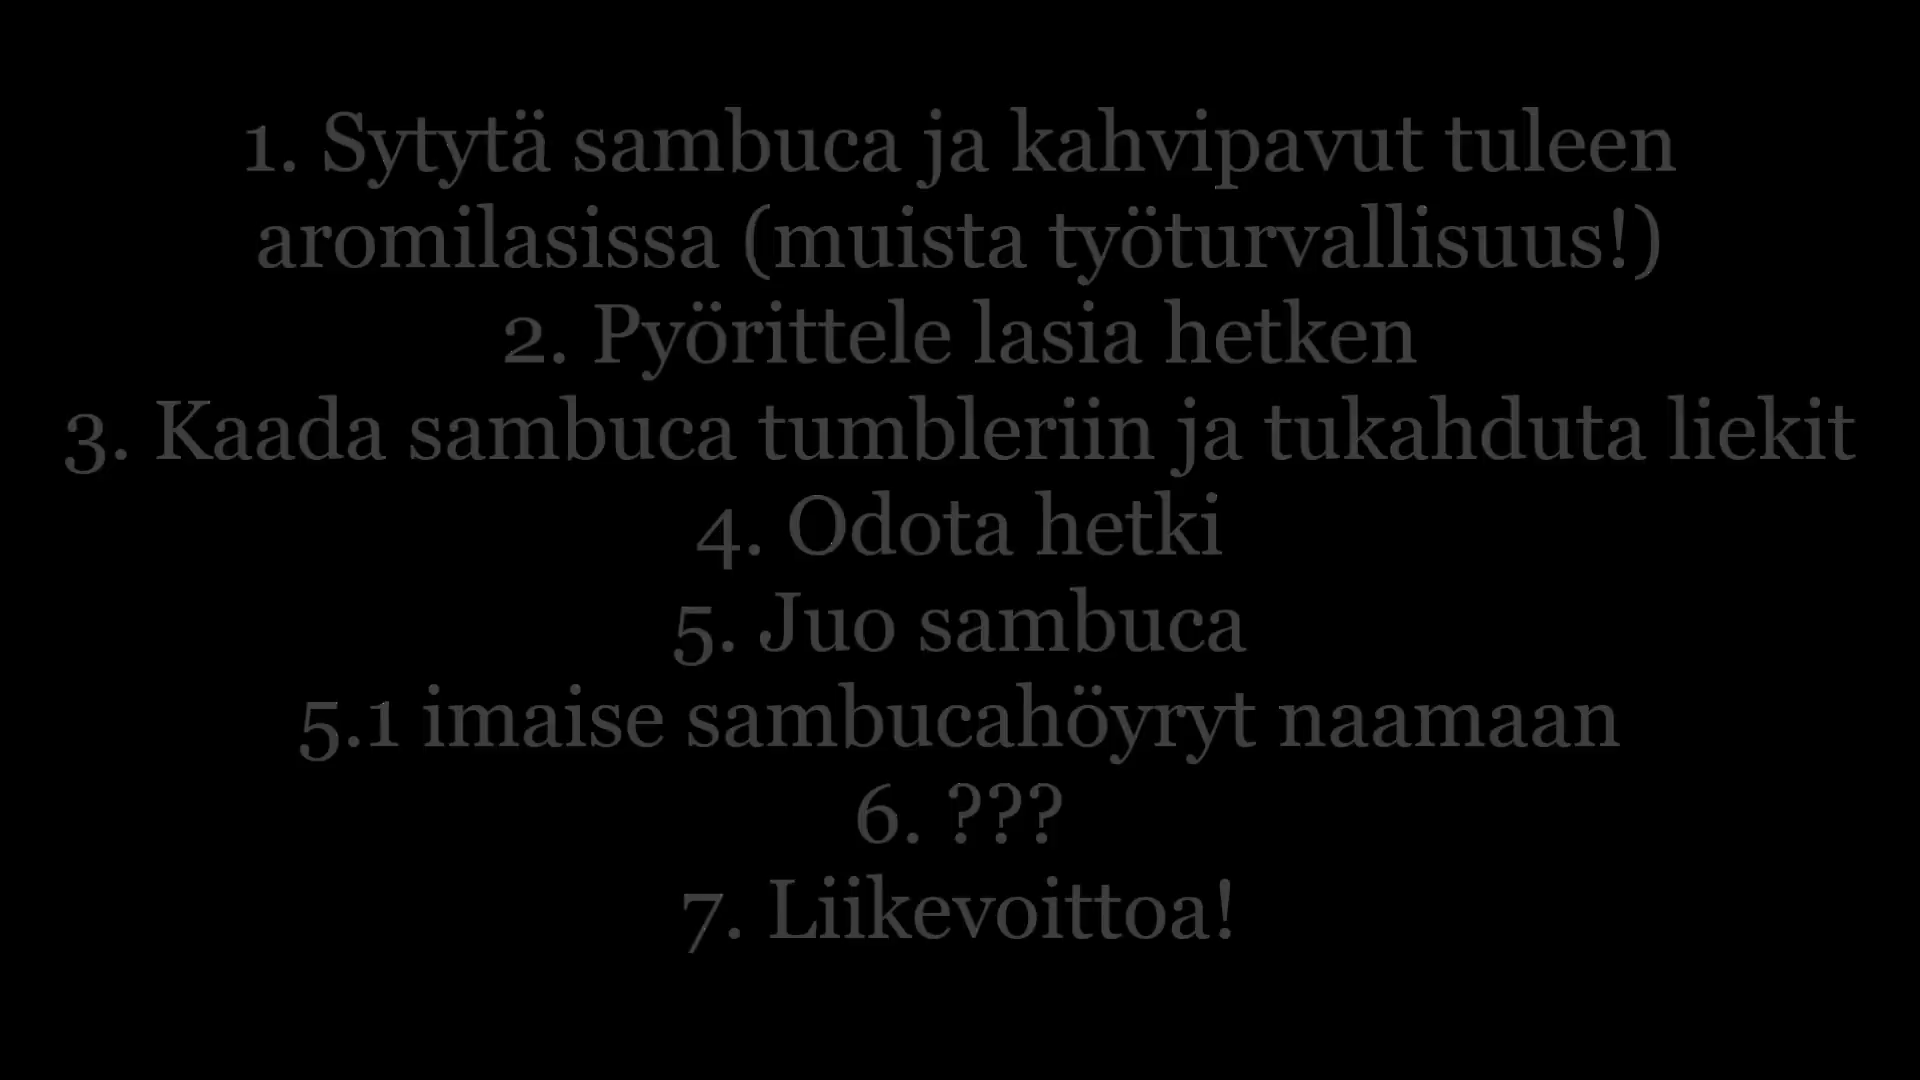 1. Sytytä sambuca ja kahvipavut tuleen
aromilasissa (muista työturvallisuus!)
2. Pyörittele lasia hetken
3. Kaada sambuca tumbleriin ja tukahduta liekit
4. Odota hetki
5. Juo sambuca
5.1 imaise sambucahöyryt naamaan
6. ???
7. Liikevoittoa!